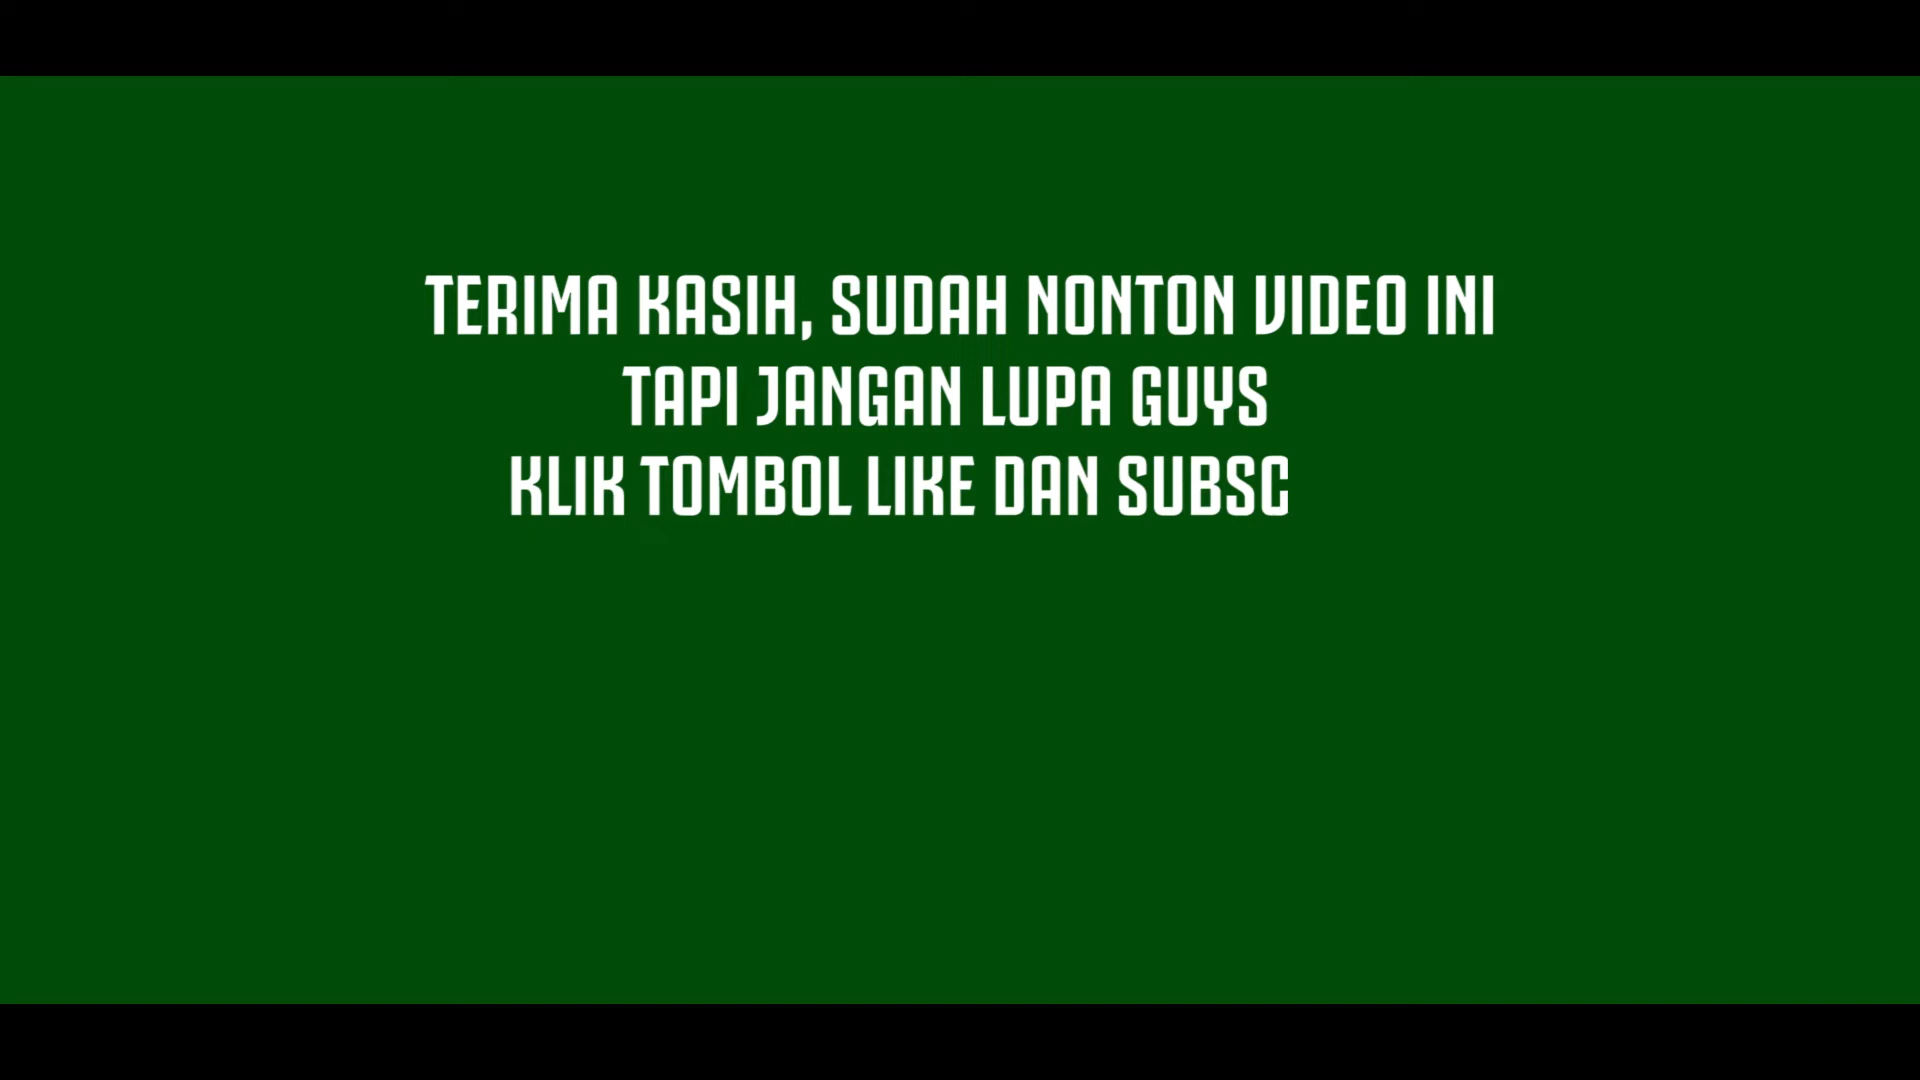 TERIMA KASIH, SUDAH NONTON VIDEO INI
TAPI JANGAN LUPA GUYS
KLIK TOMBOL LIKE DAN SUBSC